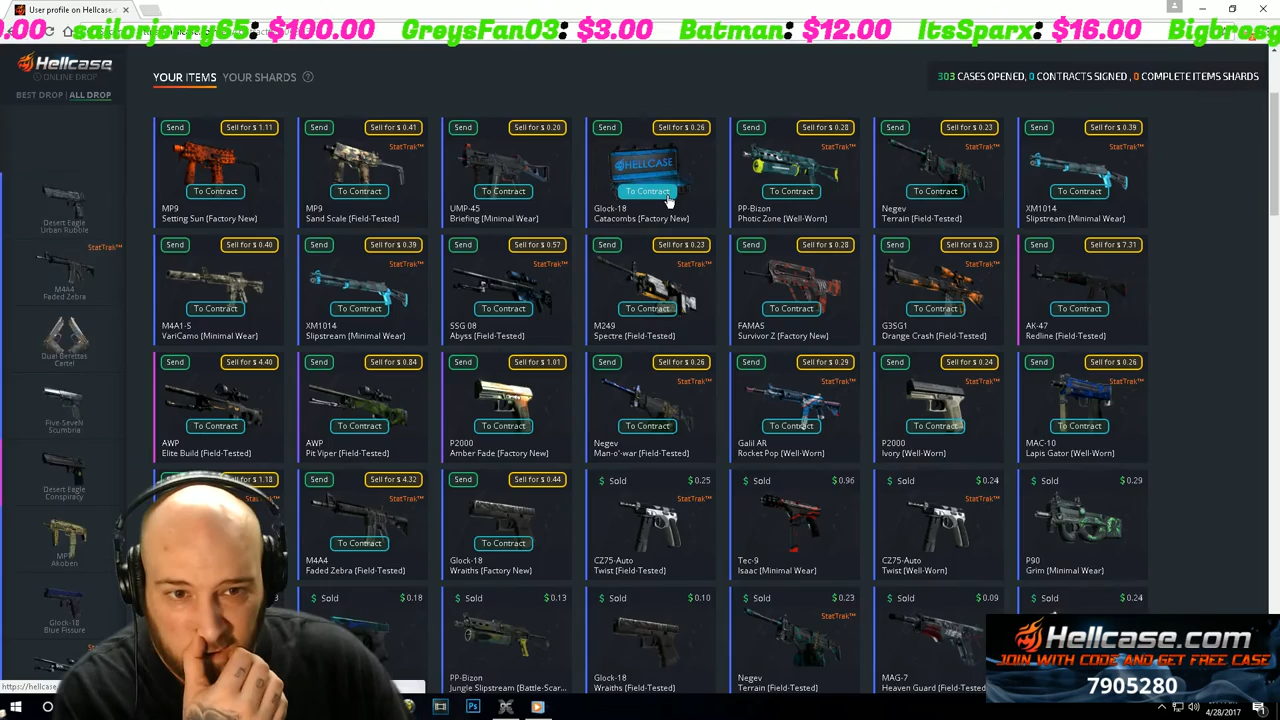 User profile on Hellcase.c
0.00 sailorjerry65: $100.00 GreysFan03: $3.00 Batman: $12.00 ItsSparx: $16.00 Bigbros
Hellcase
ONLINE DROP
BEST DROP | ALL DROP
YOUR ITEMS YOUR SHARDS ?
303 CASES OPENED, 0 CONTRACTS SIGNED , 0 COMPLETE ITEMS SHARDS
Send Sell for $ 1.11 Send Sell for $ 0.41 Send Sell for $ 0.20 Send Sell for $ 0.26 Send Sell for $ 0.28 Send Sell for $ 0.23 Send Sell for $ 0.39
StatTrak™ StatTrak™ StatTrak™ StatTrak™
HELLCASE
To Contract To Contract To Contract To Contract To Contract To Contract To Contract
MP9 MP9 UMP-45 Glock-18 PP-Bizon Negev XM1014
Setting Sun [Factory New] Sand Scale [Field-Tested] Briefing [Minimal Wear] Catacombs [Factory New] Photic Zone [Well-Worn] Terrain [Field-Tested] Slipstream [Minimal Wear]
Send Sell for $ 0.40 Send Sell for $ 0.39 Send Sell for $ 0.57 Send Sell for $ 0.23 Send Sell for $ 0.28 Send Sell for $ 0.23 Send Sell for $ 7.31
StatTrak™ StatTrak™ StatTrak™ StatTrak™
To Contract To Contract To Contract To Contract To Contract To Contract To Contract
M4A1-S XM1014 SSG 08 M249 FAMAS G3SG1 AK-47
VariCamo [Minimal Wear] Slipstream [Minimal Wear] Abyss [Field-Tested] Spectre [Field-Tested] Survivor Z [Factory New] Orange Crash [Field-Tested] Redline [Field-Tested]
Send Sell for $ 4.40 Send Sell for $ 0.84 Send Sell for $ 1.01 Send Sell for $ 0.26 Send Sell for $ 0.29 Send Sell for $ 0.24 Send Sell for $ 0.26
StatTrak™ StatTrak™ StatTrak™ StatTrak™
To Contract To Contract To Contract To Contract To Contract To Contract To Contract
AWP AWP P2000 Negev Galil AR P2000 MAC-10
Elite Build [Field-Tested] Pit Viper [Field-Tested] Amber Fade [Factory New] Man-o'-war [Field-Tested] Rocket Pop [Well-Worn] Ivory [Well-Worn] Lapis Gator [Well-Worn]
$ 1.18 Send Sell for $ 4.32 Send Sell for $ 0.44 $ Sold $ 0.25 $ Sold $ 0.96 $ Sold $ 0.24 $ Sold $ 0.29
StatTrak™ StatTrak™ StatTrak™
To Contract To Contract
M4A4 Glock-18 CZ75-Auto Tec-9 CZ75-Auto P90
Faded Zebra [Field-Tested] Wraiths [Factory New] Twist [Field-Tested] Isaac [Minimal Wear] Twist [Well-Worn] Grim [Minimal Wear]
$ Sold $ 0.18 $ Sold $ 0.13 $ Sold $ 0.10 $ Sold $ 0.23 $ Sold $ 0.09 $ Sold $ 0.24
StatTrak™
PP-Bizon Glock-18 Negev MAG-7
Jungle Slipstream [Battle-Scar... Wraiths [Field-Tested] Terrain [Field-Tested] Heaven Guard [Field-Tested]
Desert Eagle
Urban Rubble
StatTrak™
M4A4
Faded Zebra
Dual Berettas
Cartel
Five-SeveN
Scumbria
Desert Eagle
Conspiracy
MP7
Akoben
Glock-18
Blue Fissure
https://hellcase
Hellcase.com
JOIN WITH CODE AND GET FREE CASE
7905280
Ps
4/28/2017